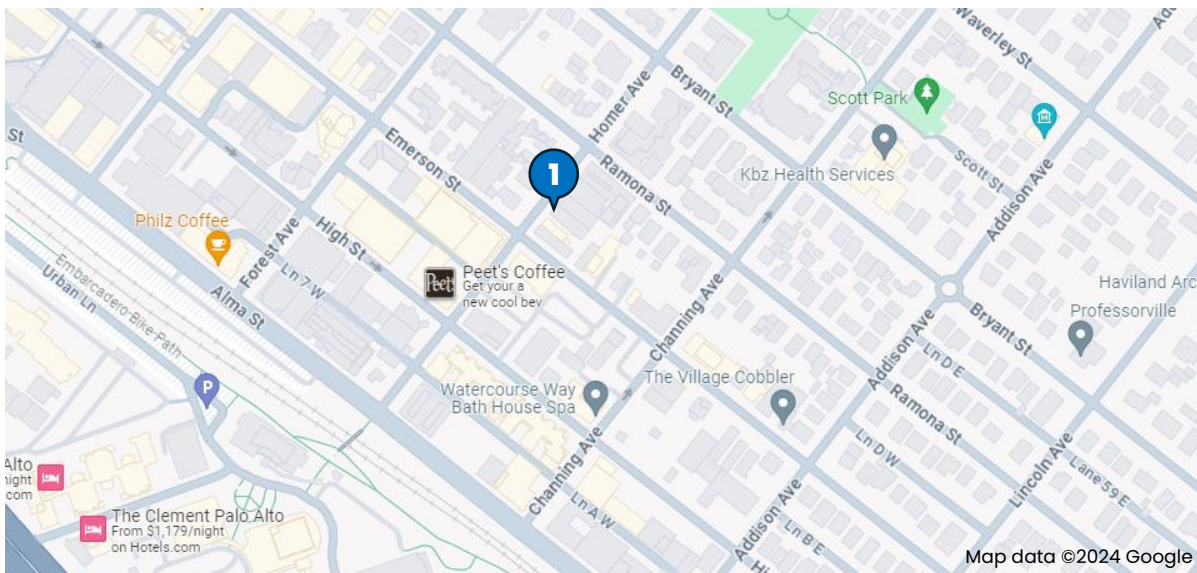 Waverley St
Add
St
Bryant St
Scott Park
Homer Ave
Emerson St
1
Ramona St
Kbz Health Services
Scott St
Addison Ave
Philz Coffee
Forest Ave
High St
Peet's
Peet's Coffee
Get your a
new cool bev
Ln 7 W
Embarcadero Bike Path
Urban Ln
Alma St
Haviland Arc
Professorville
Channing Ave
Addison Ave
Ln D E
Bryant St
P
Watercourse Way
Bath House Spa
The Village Cobbler
Ramona St
Ln D W
Channing Ave
Lincoln Ave
Lane 59 E
Alto
night
com
Ln A W
Addison Ave
Ln B E
The Clement Palo Alto
From $1,179/night
on Hotels.com
Hi
Map data ©2024 Google